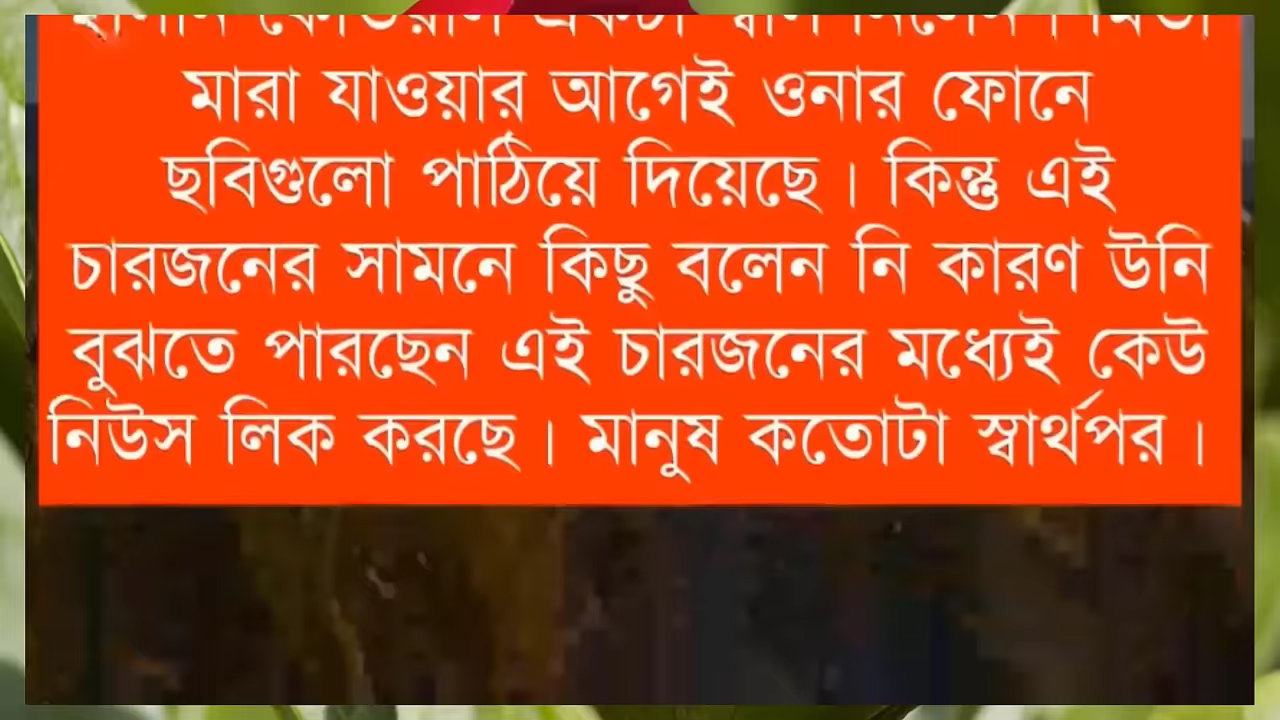 একটা
মারা যাওয়ার আগেই ওনার ফোনে
ছবিগুলো পাঠিয়ে দিয়েছে। কিন্তু এই
চারজনের সামনে কিছু বলেন নি কারণ উনি
বুঝতে পারছেন এই চারজনের মধ্যেই কেউ
নিউস লিক করছে। মানুষ কতোটা স্বার্থপর।